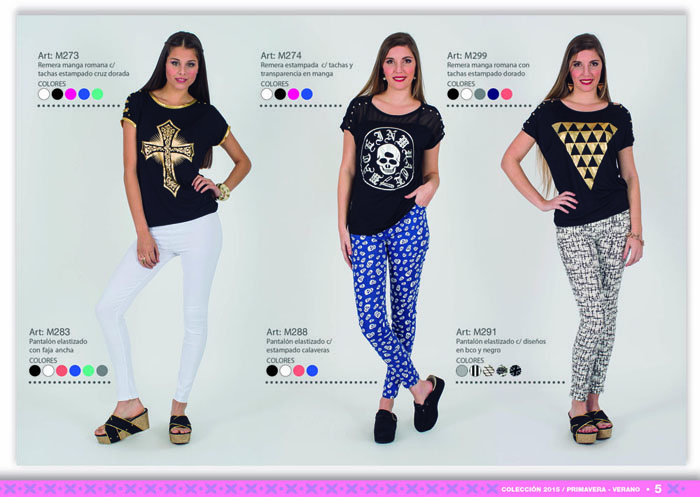 Art: M273
Remera manga romana c/
tachas estampado cruz dorada
COLORES
Art: M274
Remera estampada c/ tachas y
transparencia en manga
COLORES
Art: M299
Remera manga romana con
tachas estampado dorado
COLORES
Art: M283
Pantalón elastizado
con faja ancha
COLORES
Art: M288
Pantalón elastizado c/
estampado calaveras
COLORES
Art: M291
Pantalón elastizado c/ diseños
en bco y negro
COLORES
COLECCIÓN 2015 / PRIMAVERA - VERANO • 5